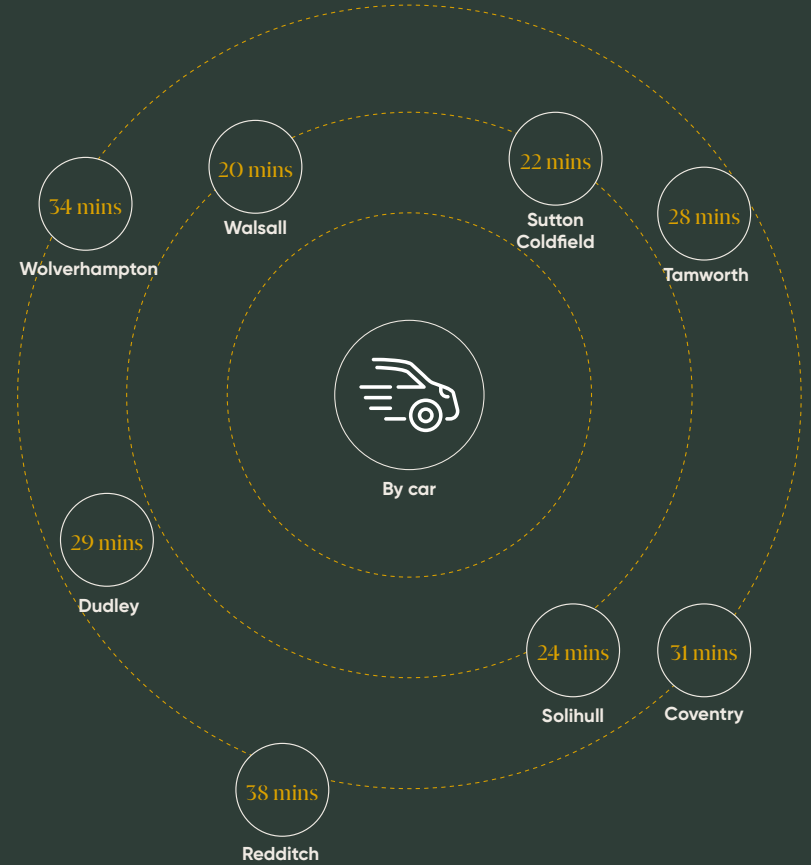 20 mins
Walsall
22 mins
Sutton
Coldfield
34 mins
Wolverhampton
28 mins
Tamworth
By car
29 mins
Dudley
24 mins
Solihull
31 mins
Coventry
38 mins
Redditch